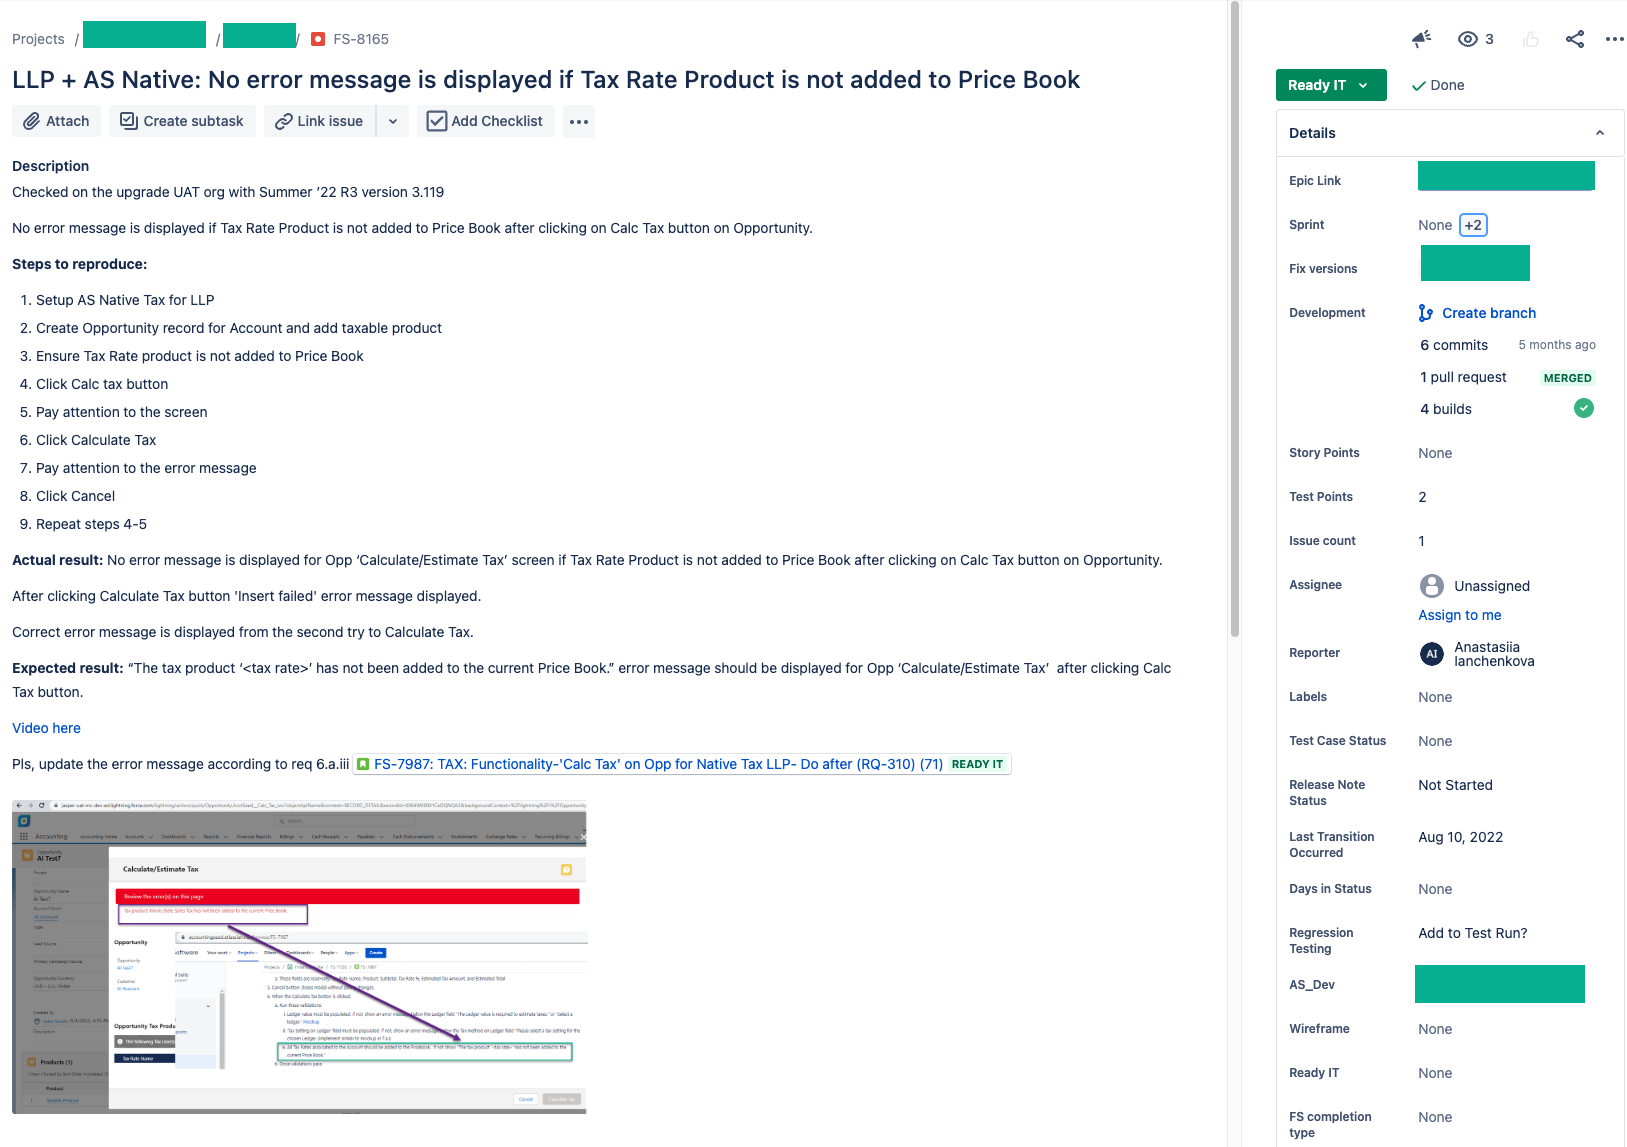 Projects / / / FS-8165
3
LLP + AS Native: No error message is displayed if Tax Rate Product is not added to Price Book
Attach
Create subtask
Link issue
Add Checklist
Description
Checked on the upgrade UAT org with Summer ’22 R3 version 3.119
No error message is displayed if Tax Rate Product is not added to Price Book after clicking on Calc Tax button on Opportunity.
Steps to reproduce:
1. Setup AS Native Tax for LLP
2. Create Opportunity record for Account and add taxable product
3. Ensure Tax Rate product is not added to Price Book
4. Click Calc tax button
5. Pay attention to the screen
6. Click Calculate Tax
7. Pay attention to the error message
8. Click Cancel
9. Repeat steps 4-5
Actual result: No error message is displayed for Opp ‘Calculate/Estimate Tax’ screen if Tax Rate Product is not added to Price Book after clicking on Calc Tax button on Opportunity.
After clicking Calculate Tax button 'Insert failed' error message displayed.
Correct error message is displayed from the second try to Calculate Tax.
Expected result: “The tax product ‘<tax rate>’ has not been added to the current Price Book.” error message should be displayed for Opp ‘Calculate/Estimate Tax’ after clicking Calc
Tax button.
Video here
Pls, update the error message according to req 6.a.iii FS-7987: TAX: Functionality-'Calc Tax' on Opp for Native Tax LLP- Do after (RQ-310) (71) READY IT
Accounting
Opportunity
AI Test7
Calculate/Estimate Tax
Review the error(s) on this page
Opportunity
Projects
Create
Opportunity Tax Produ
Tax Rate Name
Products (1)
Product
Cancel
Calculate Tax
Ready IT
Done
Details
Epic Link
Sprint
None +2
Fix versions
Development
Create branch
6 commits
5 months ago
1 pull request
MERGED
4 builds
Story Points
None
Test Points
2
Issue count
1
Assignee
Unassigned
Assign to me
Reporter
AI
Anastasiia
Ianchenkova
Labels
None
Test Case Status
None
Release Note
Status
Not Started
Last Transition
Occurred
Aug 10, 2022
Days in Status
None
Regression
Testing
Add to Test Run?
AS_Dev
Wireframe
None
Ready IT
None
FS completion
type
None